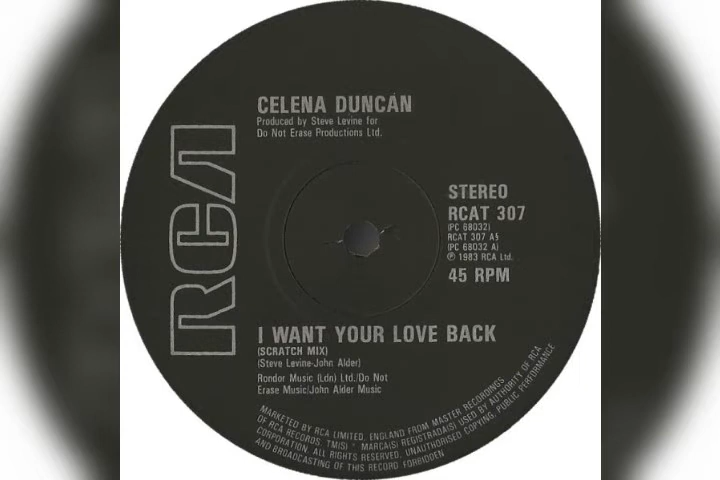 RCA
CELENA DUNCAN
Produced by Steve Levine for
Do Not Erase Productions Ltd.
STEREO
RCAT 307
(PC 68032)
RCAT 307 A§
(PC 68032 A)
℗ 1983 RCA Ltd.
45 RPM
I WANT YOUR LOVE BACK
(SCRATCH MIX)
(Steve Levine-John Alder)
Rondor Music (Ldn) Ltd./Do Not
Erase Music/John Alder Music
MARKETED BY RCA LIMITED, ENGLAND FROM MASTER RECORDINGS
OF RCA RECORDS. TM(S) ® MARCA(S) REGISTRADA(S) USED BY AUTHORITY OF RCA
CORPORATION. ALL RIGHTS RESERVED. UNAUTHORISED COPYING, PUBLIC PERFORMANCE
AND BROADCASTING OF THIS RECORD FORBIDDEN